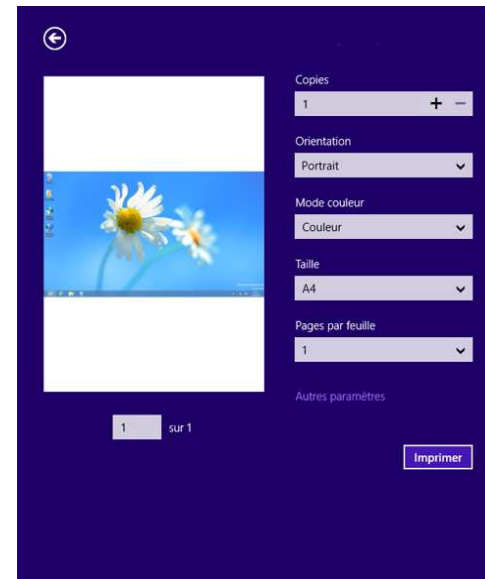 Copies
1
Orientation
Portrait
Mode couleur
Couleur
Taille
A4
Pages par feuille
1
Autres paramètres
1 sur 1
Imprimer